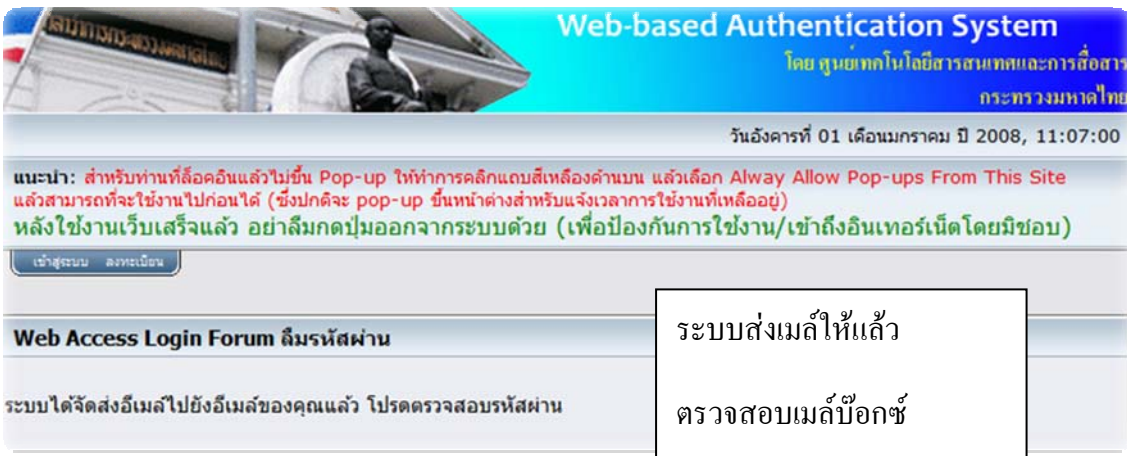 Web-based Authentication System
โดย ศูนย์เทคโนโลยีสารสนเทศและการสื่อสาร
กระทรวงมหาดไทย
วันอังคารที่ 01 เดือนมกราคม ปี 2008, 11:07:00
แนะนำ: สำหรับท่านที่ล็อคอินแล้วไม่ขึ้น Pop-up ให้ทำการคลิกแถบสีเหลืองด้านบน แล้วเลือก Alway Allow Pop-ups From This Site
แล้วสามารถที่จะใช้งานไปก่อนได้ (ซึ่งปกติจะ pop-up ขึ้นหน้าต่างสำหรับแจ้งเวลาการใช้งานที่เหลืออยู่)
หลังใช้งานเว็บเสร็จแล้ว อย่าลืมกดปุ่มออกจากระบบด้วย (เพื่อป้องกันการใช้งาน/เข้าถึงอินเทอร์เน็ตโดยมิชอบ)
เข้าสู่ระบบ ลงทะเบียน
Web Access Login Forum ลืมรหัสผ่าน
ระบบได้จัดส่งอีเมล์ไปยังอีเมล์ของคุณแล้ว โปรดตรวจสอบรหัสผ่าน
ระบบส่งเมล์ให้แล้ว
ตรวจสอบเมล์บ๊อกซ์